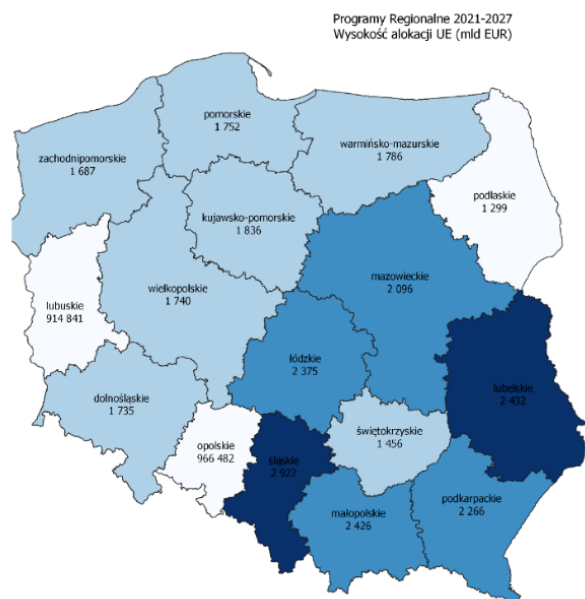 Programy Regionalne 2021-2027
Wysokość alokacji UE (mld EUR)
pomorskie
1 752
warmińsko-mazurskie
1 786
zachodniopomorskie
1 687
podlaskie
1 299
kujawsko-pomorskie
1 836
mazowieckie
2 096
wielkopolskie
1 740
lubuskie
914 841
łódzkie
2 375
lubelskie
2 432
dolnośląskie
1 735
świętokrzyskie
1 456
opolskie
966 482
śląskie
2 922
podkarpackie
2 266
małopolskie
2 426